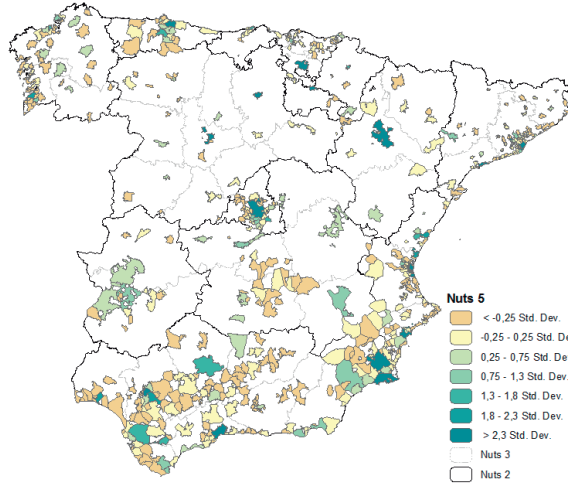 Nuts 5
< -0,25 Std. Dev.
-0,25 - 0,25 Std. De
0,25 - 0,75 Std. Dev.
0,75 - 1,3 Std. Dev.
1,3 - 1,8 Std. Dev.
1,8 - 2,3 Std. Dev.
> 2,3 Std. Dev.
Nuts 3
Nuts 2